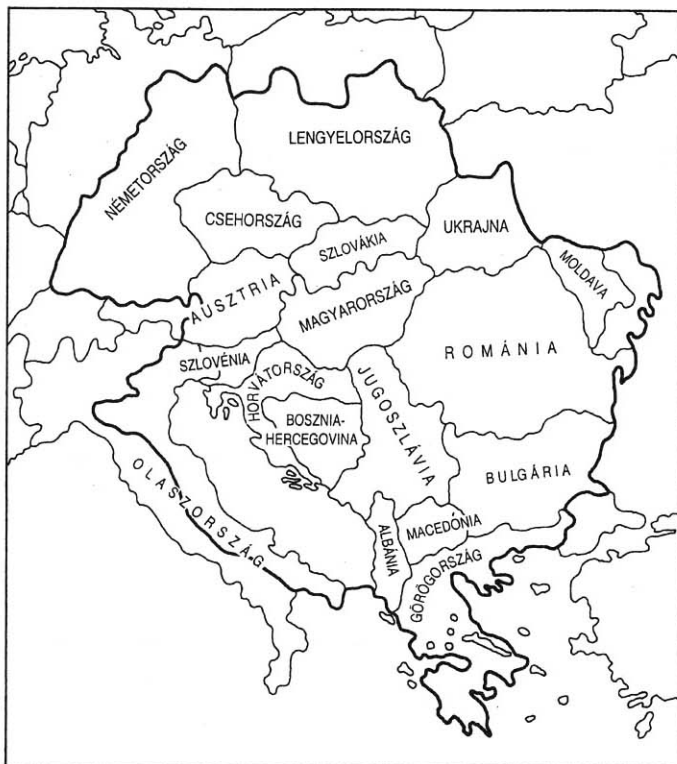 LENGYELORSZÁG
NÉMETORSZÁG
CSEHORSZÁG
UKRAJNA
SZLOVÁKIA
MOLDAVA
AUSZTRIA
MAGYARORSZÁG
ROMÁNIA
SZLOVÉNIA
HORVÁTORSZÁG
JUGOSZLÁVIA
BOSZNIA-
HERCEGOVINA
BULGÁRIA
OLASZORSZÁG
MACEDÓNIA
ALBÁNIA
GÖRÖGORSZÁG